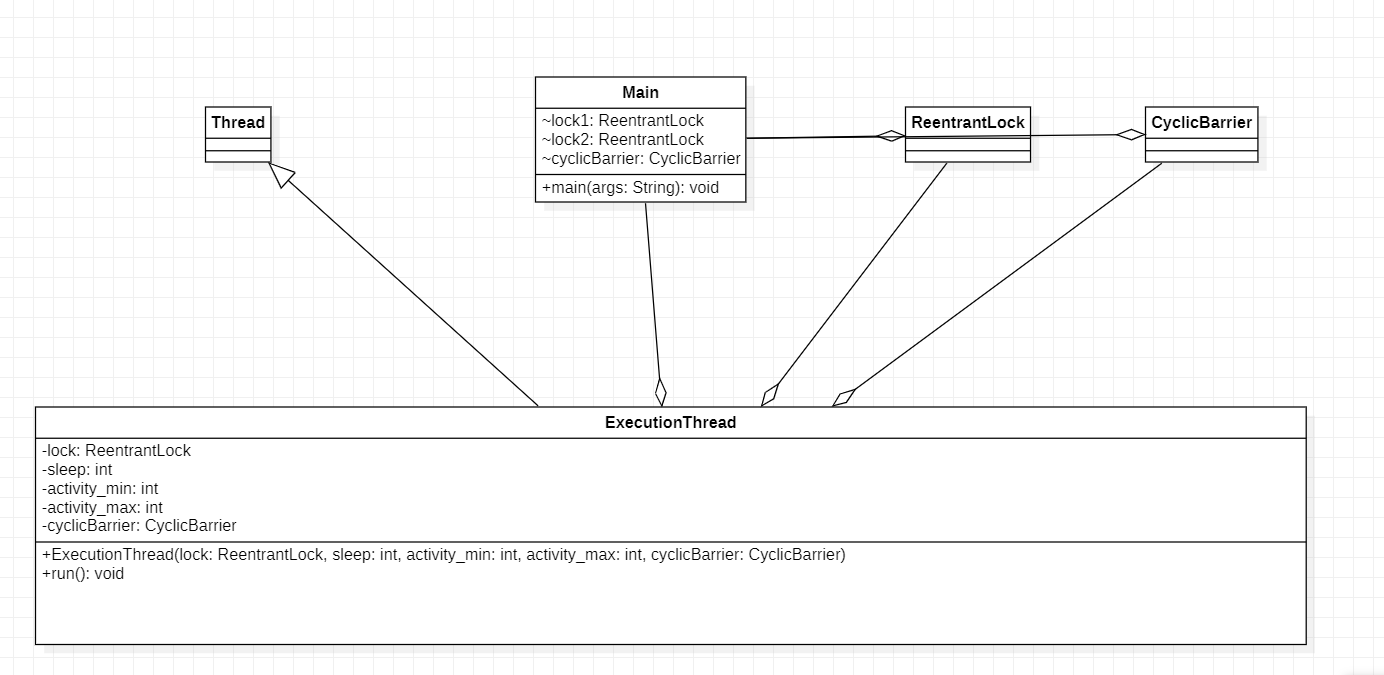 Thread
Main
~lock1: ReentrantLock
~lock2: ReentrantLock
~cyclicBarrier: CyclicBarrier
+main(args: String): void
ReentrantLock
CyclicBarrier
ExecutionThread
-lock: ReentrantLock
-sleep: int
-activity_min: int
-activity_max: int
-cyclicBarrier: CyclicBarrier
+ExecutionThread(lock: ReentrantLock, sleep: int, activity_min: int, activity_max: int, cyclicBarrier: CyclicBarrier)
+run(): void